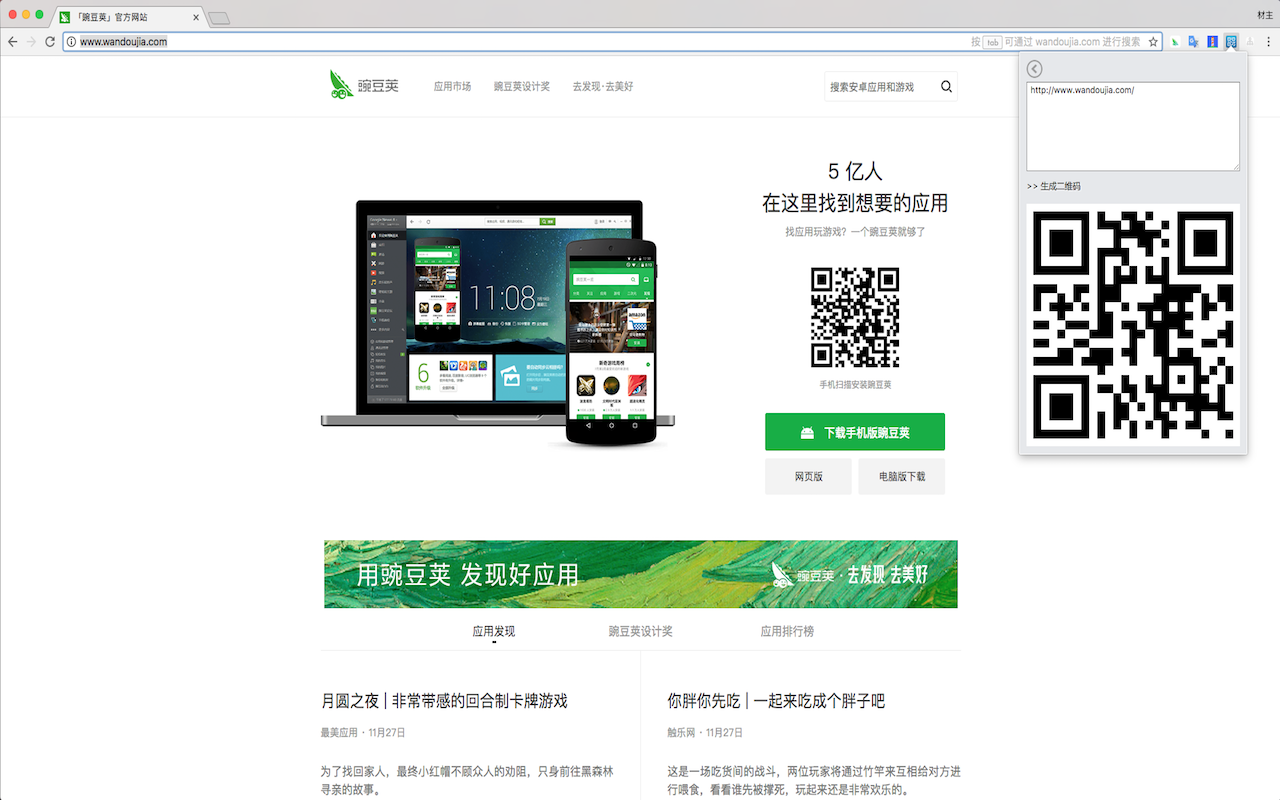 「豌豆荚」官方网站
材主
www.wandoujia.com
按 tab 可通过 wandoujia.com 进行搜索
豌豆荚
应用市场
豌豆荚设计奖
去发现·去美好
搜索安卓应用和游戏
http://www.wandoujia.com/
>> 生成二维码
5 亿人
在这里找到想要的应用
找应用玩游戏？一个豌豆荚就够了
11:08
6
amazon
手机扫描安装豌豆荚
下载手机版豌豆荚
网页版
电脑版下载
用豌豆荚 发现好应用
豌豆荚 · 去发现 去美好
应用发现
豌豆荚设计奖
应用排行榜
月圆之夜 | 非常带感的回合制卡牌游戏
最美应用 · 11月27日
为了找回家人，最终小红帽不顾众人的劝阻，只身前往黑森林
寻亲的故事。
你胖你先吃 | 一起来吃成个胖子吧
触乐网 · 11月27日
这是一场吃货间的战斗，两位玩家将通过竹竿来互相给对方进
行喂食，看看谁先被撑死，玩起来还是非常欢乐的。